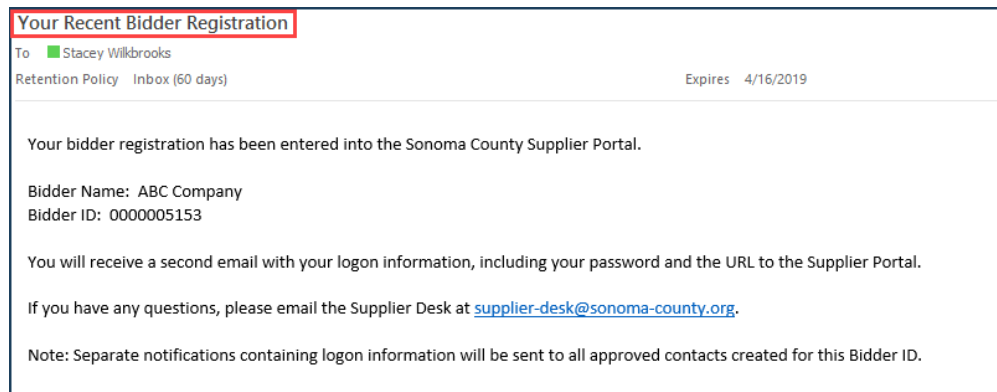 Your Recent Bidder Registration
To Stacey Wilkbrooks
Retention Policy Inbox (60 days) Expires 4/16/2019
Your bidder registration has been entered into the Sonoma County Supplier Portal.
Bidder Name: ABC Company
Bidder ID: 0000005153
You will receive a second email with your logon information, including your password and the URL to the Supplier Portal.
If you have any questions, please email the Supplier Desk at supplier-desk@sonoma-county.org.
Note: Separate notifications containing logon information will be sent to all approved contacts created for this Bidder ID.